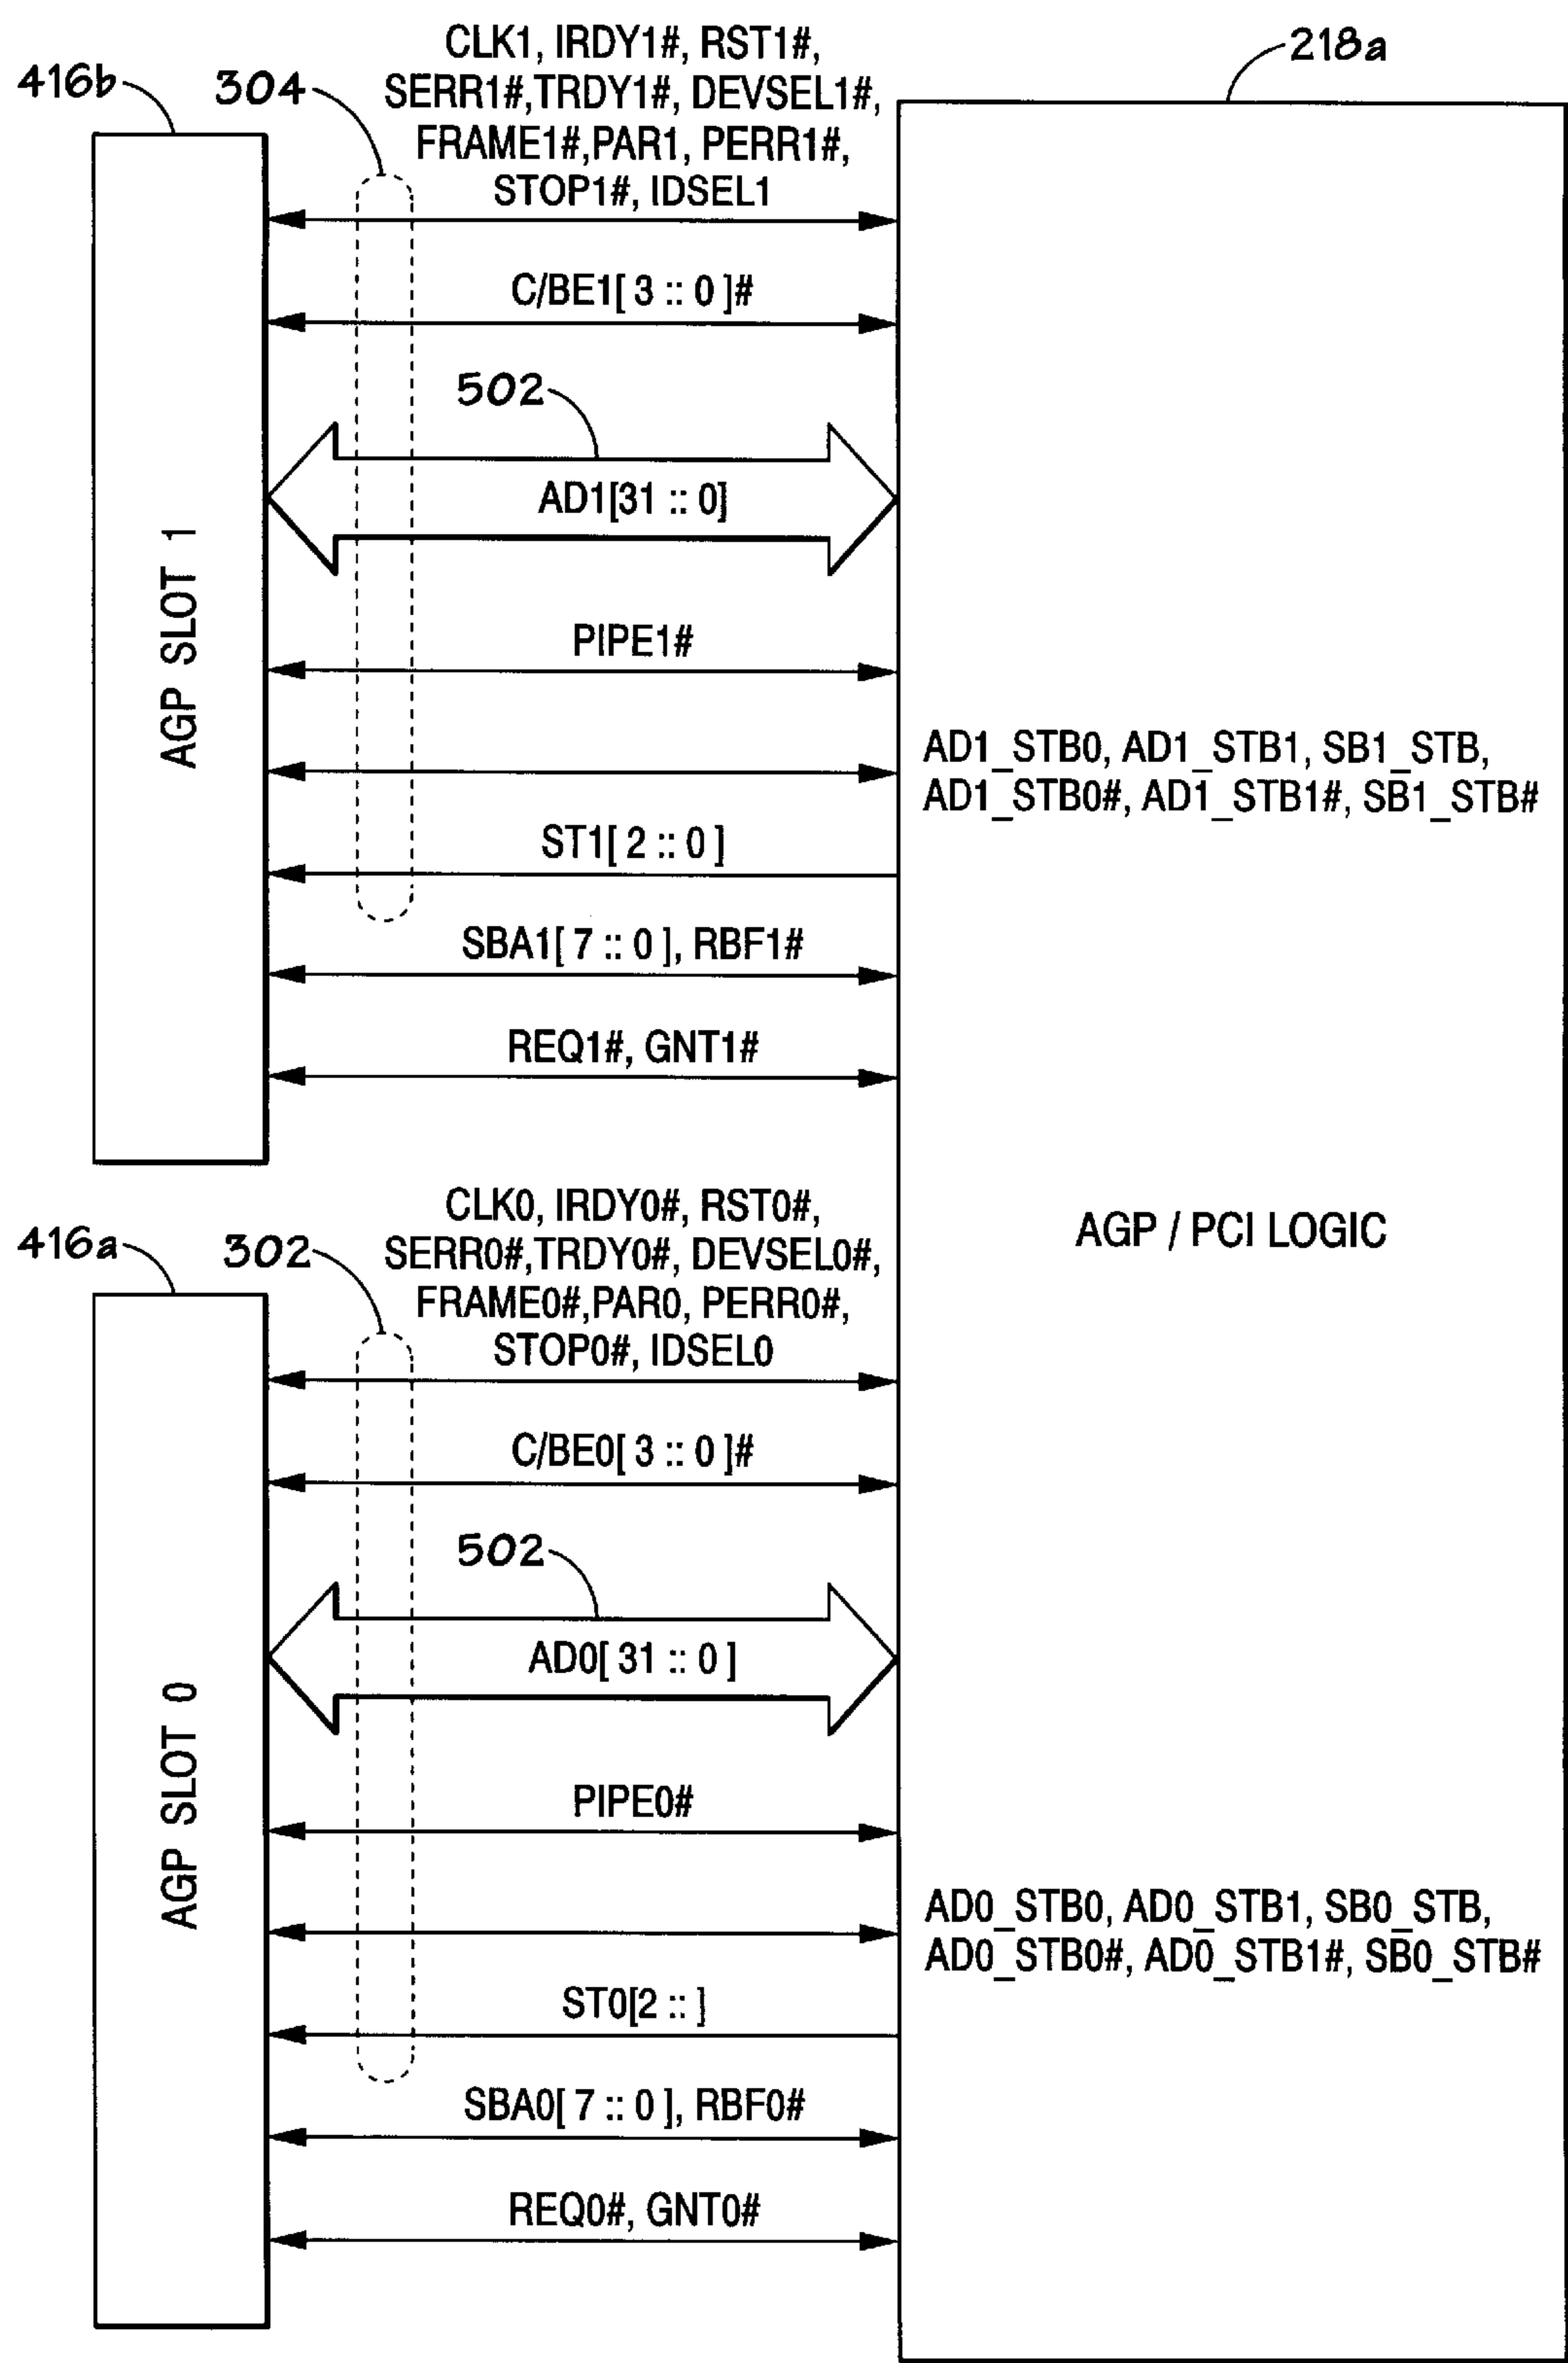 416b
304
CLK1, IRDY1#, RST1#,
SERR1#,TRDY1#, DEVSEL1#,
FRAME1#,PAR1, PERR1#,
STOP1#, IDSEL1
218a
C/BE1[ 3 :: 0 ]#
502
AD1[31 :: 0]
AGP SLOT 1
PIPE1#
AD1_STB0, AD1_STB1, SB1_STB,
AD1_STB0#, AD1_STB1#, SB1_STB#
ST1[ 2 :: 0 ]
SBA1[ 7 :: 0 ], RBF1#
REQ1#, GNT1#
AGP / PCI LOGIC
416a
302
CLK0, IRDY0#, RST0#,
SERR0#,TRDY0#, DEVSEL0#,
FRAME0#,PAR0, PERR0#,
STOP0#, IDSEL0
C/BE0[ 3 :: 0 ]#
502
AD0[ 31 :: 0 ]
AGP SLOT 0
PIPE0#
AD0_STB0, AD0_STB1, SB0_STB,
AD0_STB0#, AD0_STB1#, SB0_STB#
ST0[2 :: ]
SBA0[ 7 :: 0 ], RBF0#
REQ0#, GNT0#